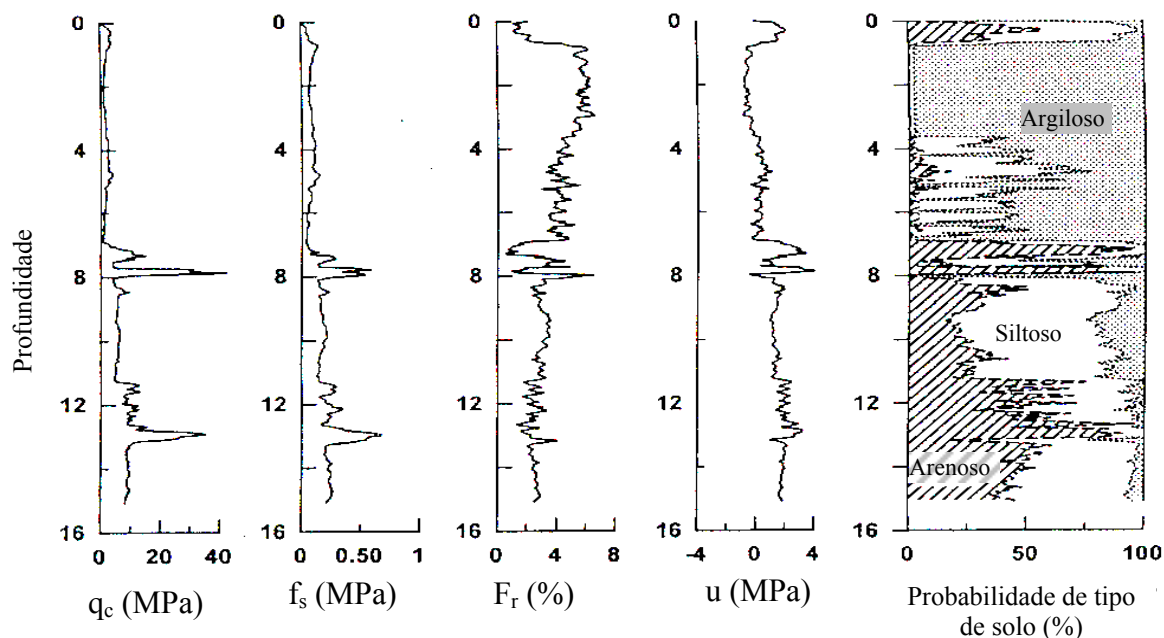 Profundidade
0
4
8
12
16
0 20 40
q_c (MPa)
0
4
8
12
16
0 0.50 1
f_s (MPa)
0
4
8
12
16
0 4 8
F_r (%)
0
4
8
12
16
-4 0 4
u (MPa)
0
4
8
12
16
Argiloso
Siltoso
Arenoso
0 50 100
Probabilidade de tipo
de solo (%)